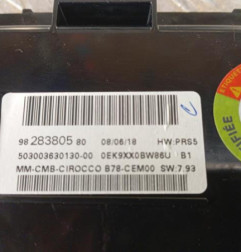 98 283805 80 08/06/18 HW:PRS5
503003630130-00 0EK9XX0BW86U B1
MM-CMB-CIROCCO B78-CEM00 SW:7.93